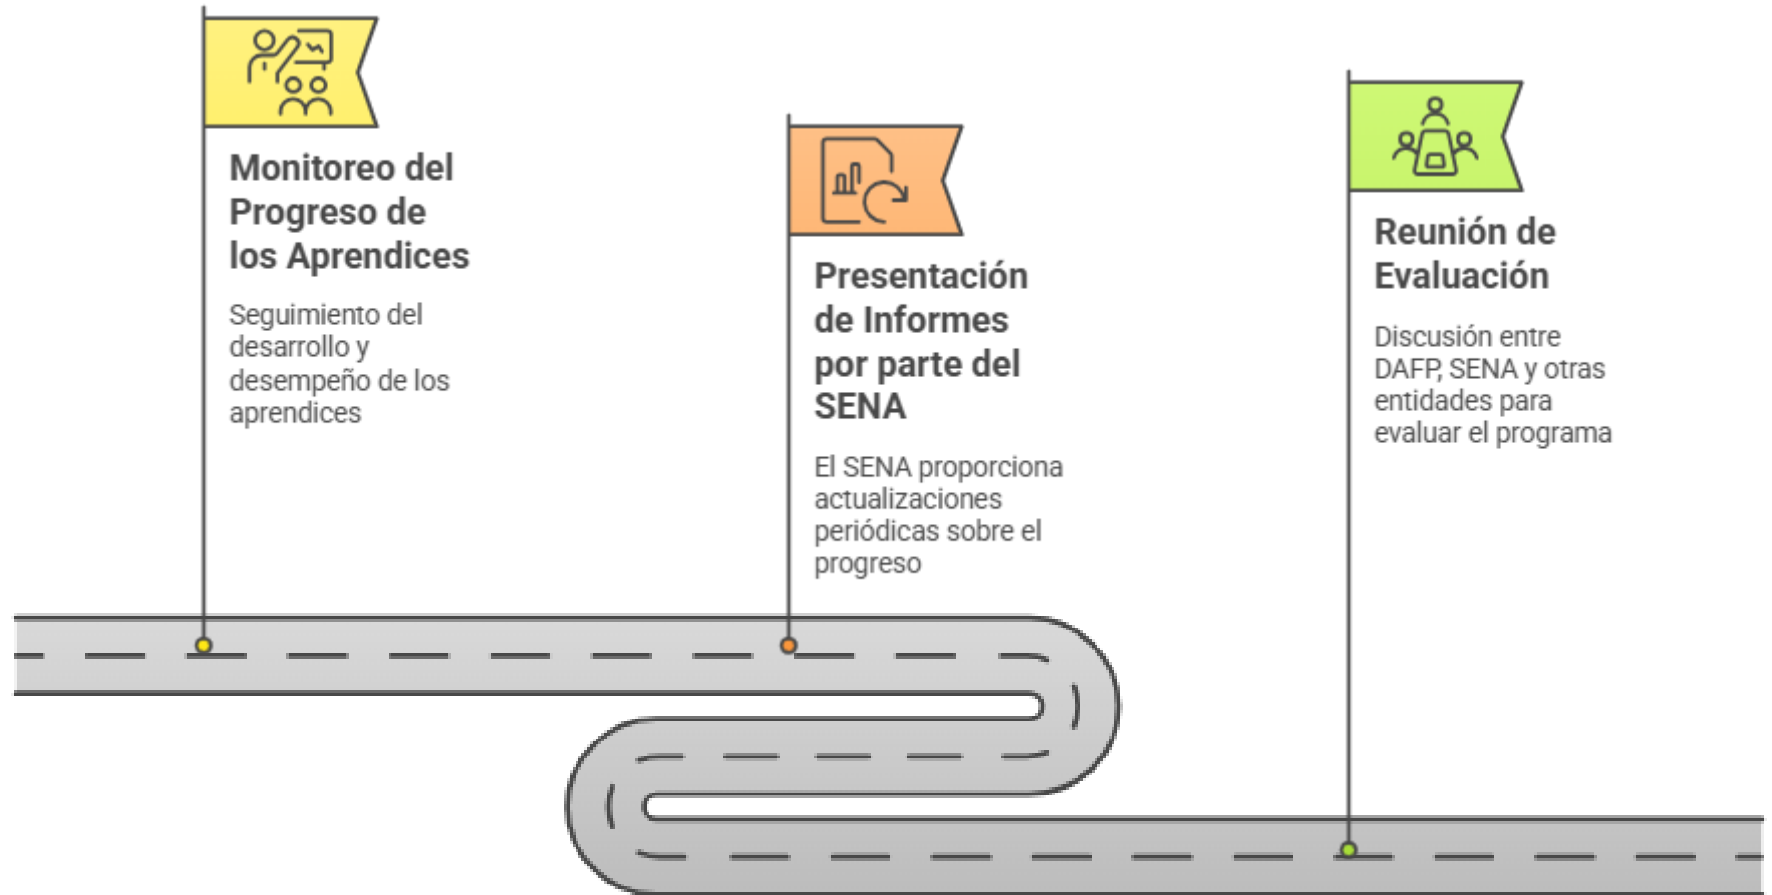 Monitoreo del
Progreso de
los Aprendices
Seguimiento del
desarrollo y
desempeño de los
aprendices
Presentación
de Informes
por parte del
SENA
El SENA proporciona
actualizaciones
periódicas sobre el
progreso
Reunión de
Evaluación
Discusión entre
DAFP, SENA y otras
entidades para
evaluar el programa